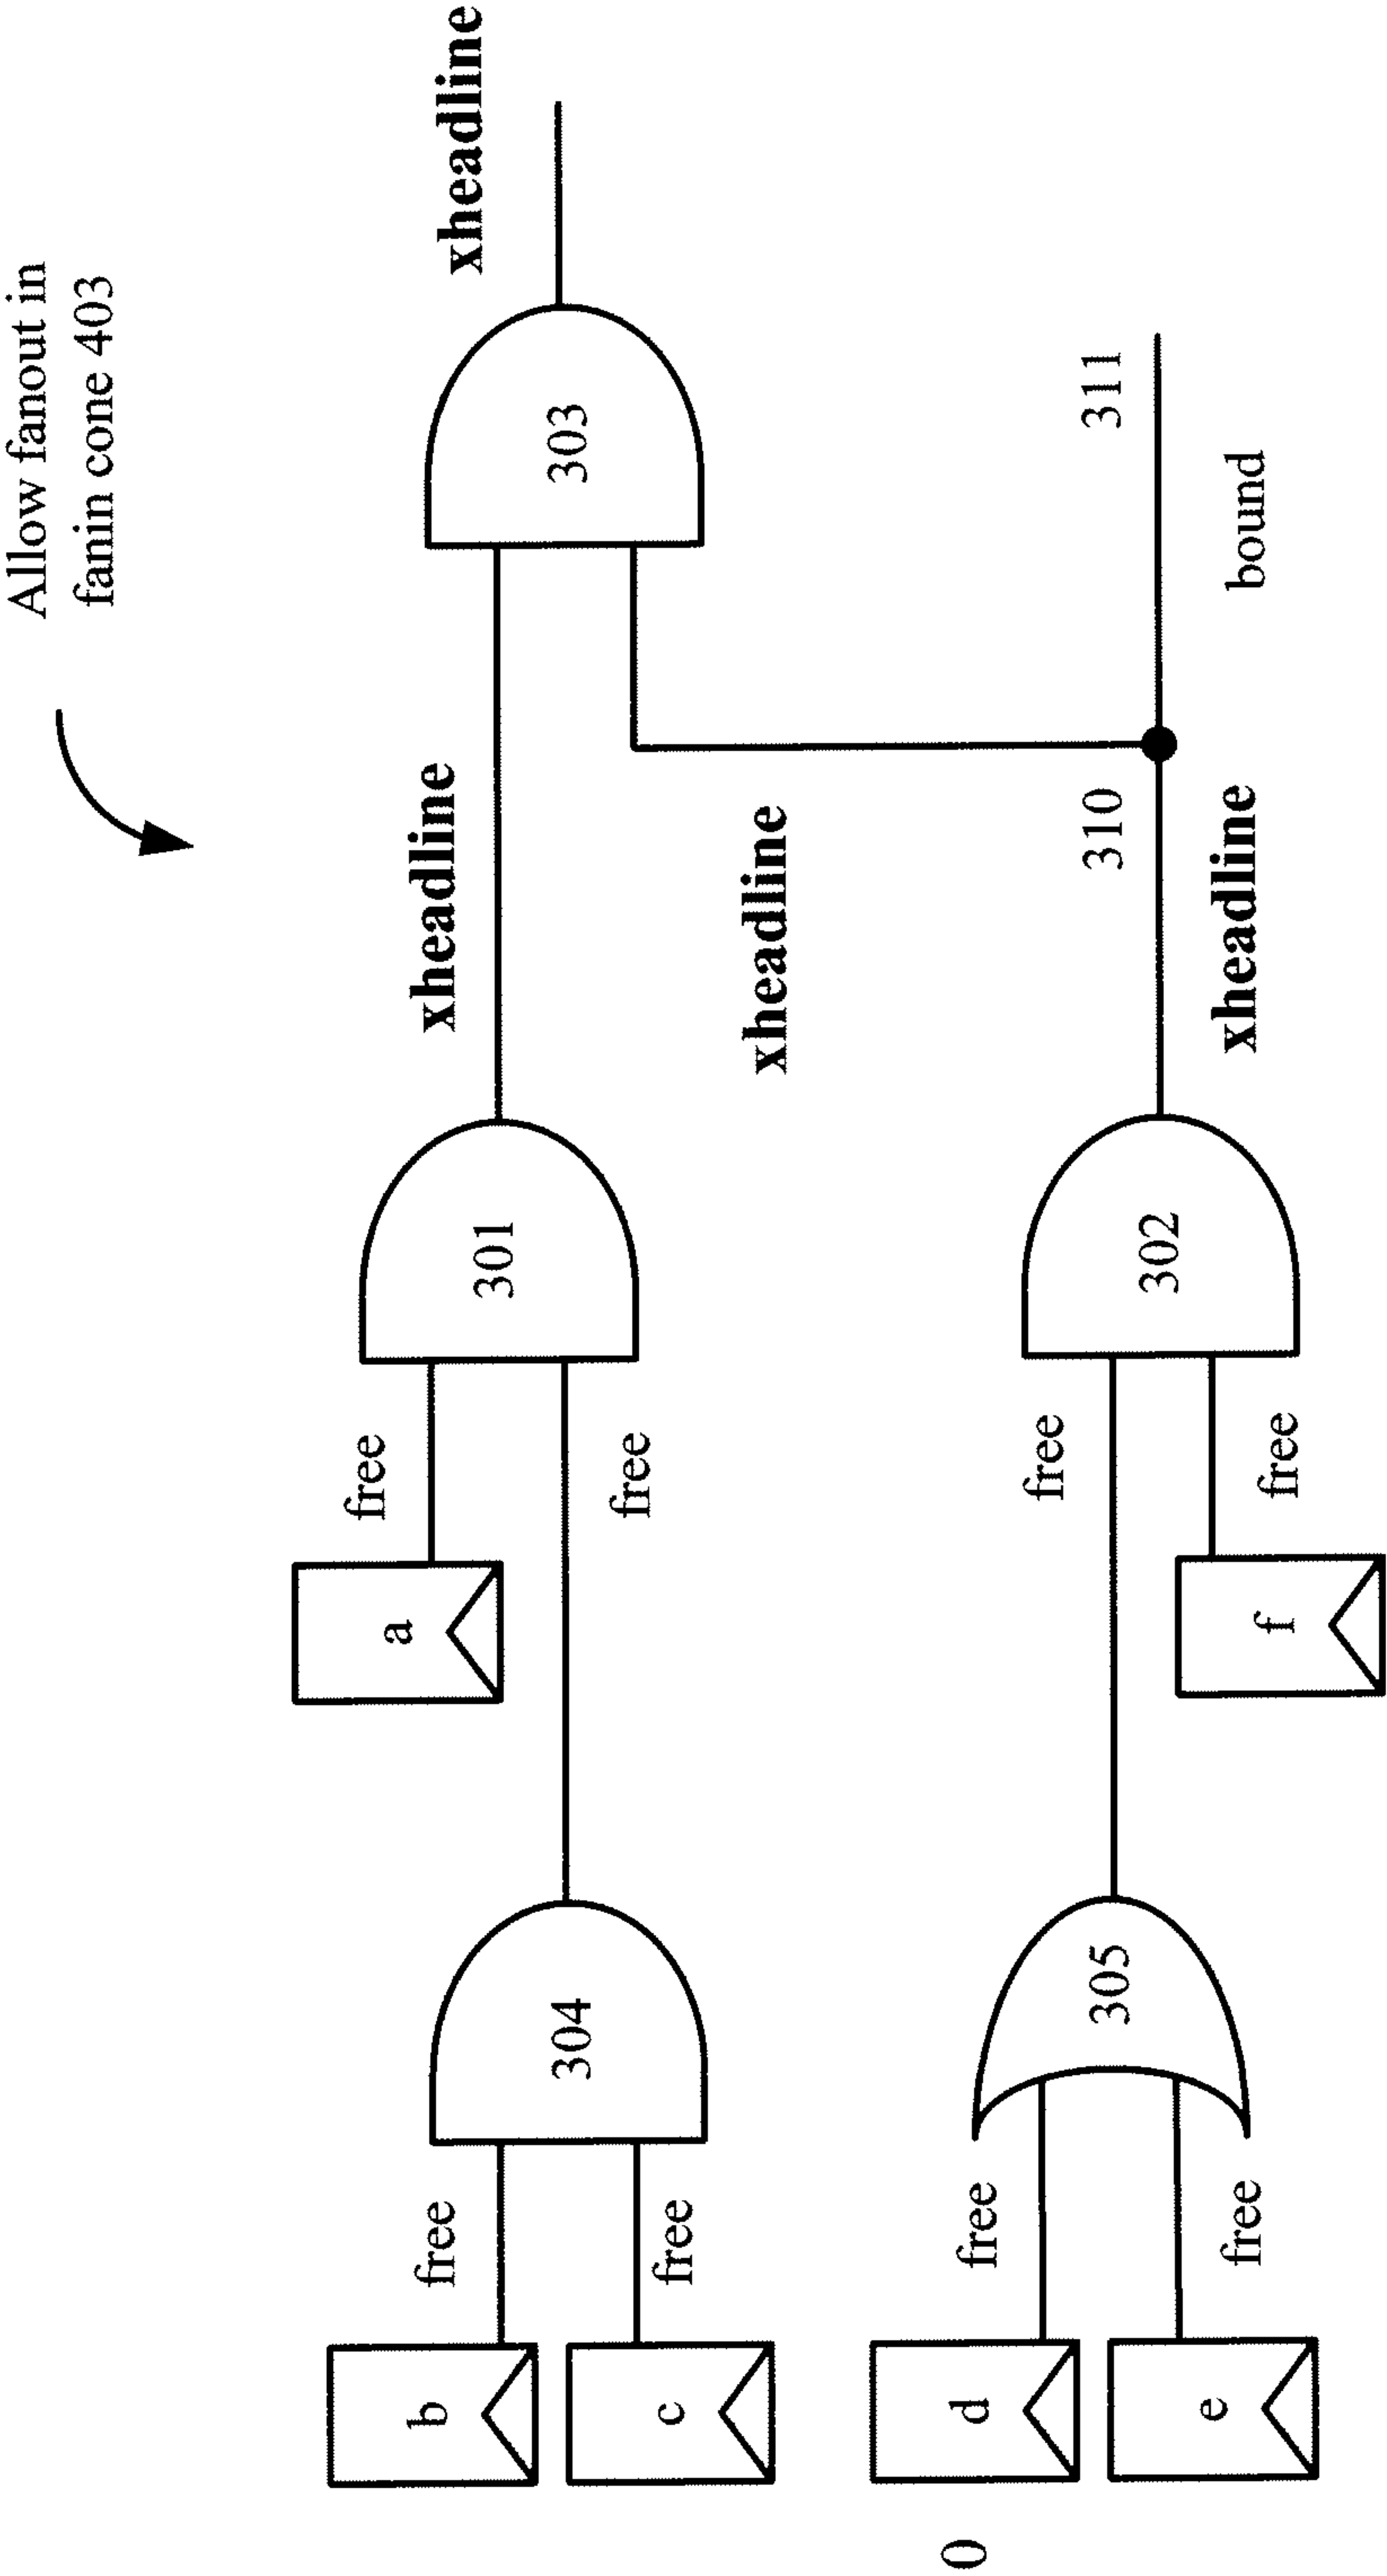 Allow fanout in
fanin cone 403
xheadline
303
xheadline
301
free
a
free
304
free
b
free
c
xheadline
311
bound
310
xheadline
302
free
free
f
305
free
d
free
e
0